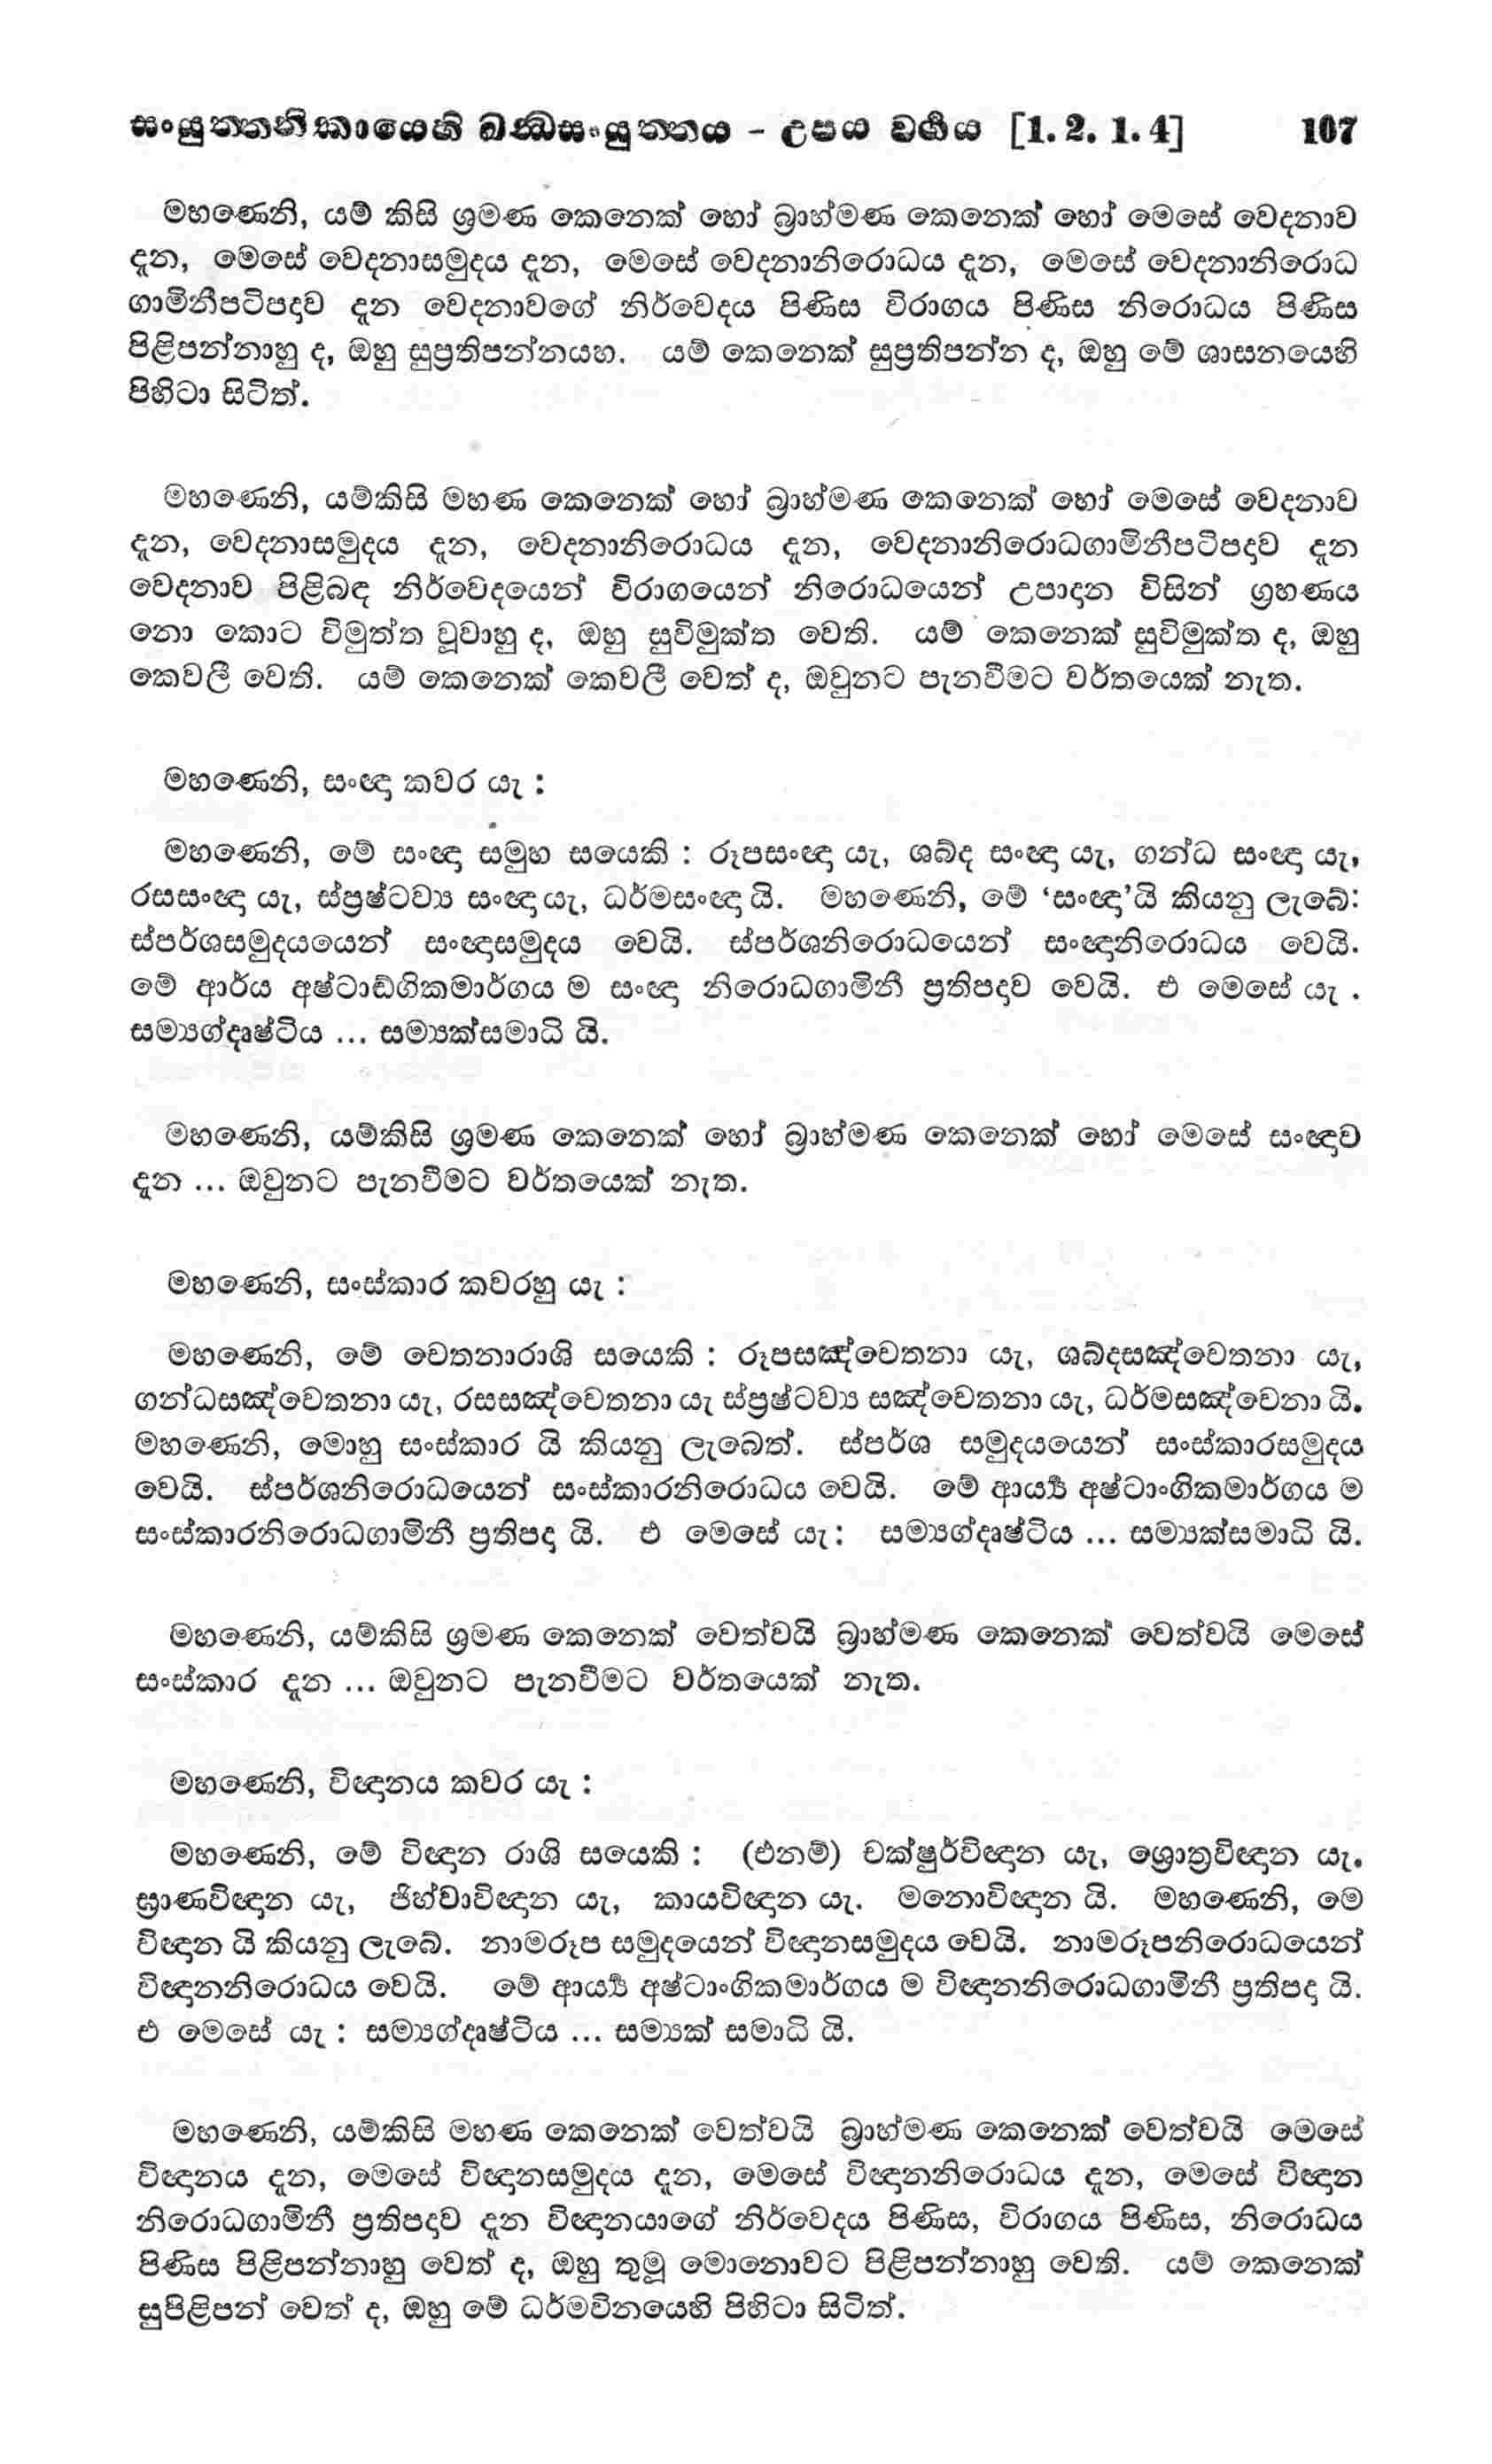 සංයුත්තනිකායෙහි ඛන්ධසංයුත්තය - උපය වර්‍ගය [1. 2. 1. 4] 107
මහණෙනි, යම් කිසි ශ්‍රමණ කෙනෙක් හෝ බ්‍රාහ්මණ කෙනෙක් හෝ මෙසේ වෙදනාව
දැන, මෙසේ වෙදනාසමුදය දැන, මෙසේ වෙදනානිරොධය දැන, මෙසේ වෙදනානිරොධ
ගාමිනීපටිපදාව දැන වෙදනාවගේ නිර්වෙදය පිණිස විරාගය පිණිස නිරොධය පිණිස
පිළිපන්නාහු ද, ඔහු සුප්‍රතිපන්නයහ. යම් කෙනෙක් සුප්‍රතිපන්න ද, ඔහු මේ ශාසනයෙහි
පිහිටා සිටිත්.
මහණෙනි, යම්කිසි මහණ කෙනෙක් හෝ බ්‍රාහ්මණ කෙනෙක් හෝ මෙසේ වෙදනාව
දැන, වෙදනාසමුදය දැන, වෙදනානිරොධය දැන, වෙදනානිරොධගාමිනීපටිපදාව දැන
වෙදනාව පිළිබඳ නිර්වෙදයෙන් විරාගයෙන් නිරොධයෙන් උපාදාන විසින් ග්‍රහණය
නො කොට විමුත්ත වූවාහු ද, ඔහු සුවිමුක්ත වෙති. යම් කෙනෙක් සුවිමුක්ත ද, ඔහු
කෙවලී වෙති. යම් කෙනෙක් කෙවලී වෙත් ද, ඔවුනට පැනවීමට වර්තයෙක් නැත.
මහණෙනි, සංඥා කවර යැ :
මහණෙනි, මේ සංඥා සමුහ සයෙකි : රූපසංඥා යැ, ශබ්ද සංඥා යැ, ගන්ධ සංඥා යැ,
රසසංඥා යැ, ස්ප්‍රෂ්ටව්‍ය සංඥායැ, ධර්මසංඥා යි. මහණෙනි, මේ ‘සංඥා’යි කියනු ලැබේ:
ස්පර්ශසමුදයයෙන් සංඥාසමුදය වෙයි. ස්පර්ශනිරොධයෙන් සංඥානිරොධය වෙයි.
මේ ආර්ය අෂ්ටාඞ්ගිකමාර්ගය ම සංඥා නිරොධගාමිනී ප්‍රතිපදාව වෙයි. එ මෙසේ යැ .
සම්‍යග්දෘෂ්ටිය ... සම්‍යක්සමාධි යි.
මහණෙනි, යම්කිසි ශ්‍රමණ කෙනෙක් හෝ බ්‍රාහ්මණ කෙනෙක් හෝ මෙසේ සංඥාව
දැන ... ඔවුනට පැනවීමට වර්තයෙක් නැත.
මහණෙනි, සංස්කාර කවරහු යැ :
මහණෙනි, මේ චෙතනාරාශි සයෙකි : රූපසඤ්චෙතනා යැ, ශබ්දසඤ්චෙතනා යැ,
ගන්ධසඤ්චෙතනා යැ, රසසඤ්චෙතනා යැ ස්ප්‍රෂ්ටව්‍ය සඤ්චෙතනා යැ, ධර්මසඤ්චෙනා යි.
මහණෙනි, මොහු සංස්කාර යි කියනු ලැබෙත්. ස්පර්ශ සමුදයයෙන් සංස්කාරසමුදය
වෙයි. ස්පර්ශනිරොධයෙන් සංස්කාරනිරොධය වෙයි. මේ ආර්‍ය්‍ය අෂ්ටාංගිකමාර්ගය ම
සංස්කාරනිරොධගාමිනී ප්‍රතිපදා යි. එ මෙසේ යැ: සම්‍යග්දෘෂ්ටිය ... සම්‍යක්සමාධි යි.
මහණෙනි, යම්කිසි ශ්‍රමණ කෙනෙක් වෙත්වයි බ්‍රාහ්මණ කෙනෙක් වෙත්වයි මෙසේ
සංස්කාර දැන ... ඔවුනට පැනවීමට වර්තයෙක් නැත.
මහණෙනි, විඥානය කවර යැ :
මහණෙනි, මේ විඥාන රාශි සයෙකි : (එනම්) චක්ෂුර්විඥාන යැ, ශ්‍රොත්‍රවිඥාන යැ.
ඝ්‍රාණවිඥාන යැ, ජිහ්වාවිඥාන යැ, කායවිඥාන යැ. මනොවිඥාන යි. මහණෙනි, මෙ
විඥාන යි කියනු ලැබේ. නාමරූප සමුදයෙන් විඥානසමුදය වෙයි. නාමරූපනිරොධයෙන්
විඥානනිරොධය වෙයි. මේ ආර්‍ය්‍ය අෂ්ටාංගිකමාර්ගය ම විඥානනිරොධගාමිනී ප්‍රතිපදා යි.
එ මෙසේ යැ : සම්‍යග්දෘෂ්ටිය ... සම්‍යක් සමාධි යි.
මහණෙනි, යම්කිසි මහණ කෙනෙක් වෙත්වයි බ්‍රාහ්මණ කෙනෙක් වෙත්වයි මෙසේ
විඥානය දැන, මෙසේ විඥානසමුදය දැන, මෙසේ විඥානනිරොධය දැන, මෙසේ විඥාන
නිරොධගාමිනී ප්‍රතිපදාව දැන විඥානයාගේ නිර්වෙදය පිණිස, විරාගය පිණිස, නිරොධය
පිණිස පිළිපන්නාහු වෙත් ද, ඔහු තුමූ මොනොවට පිළිපන්නාහු වෙති. යම් කෙනෙක්
සුපිළිපන් වෙත් ද, ඔහු මේ ධර්මවිනයෙහි පිහිටා සිටිත්.